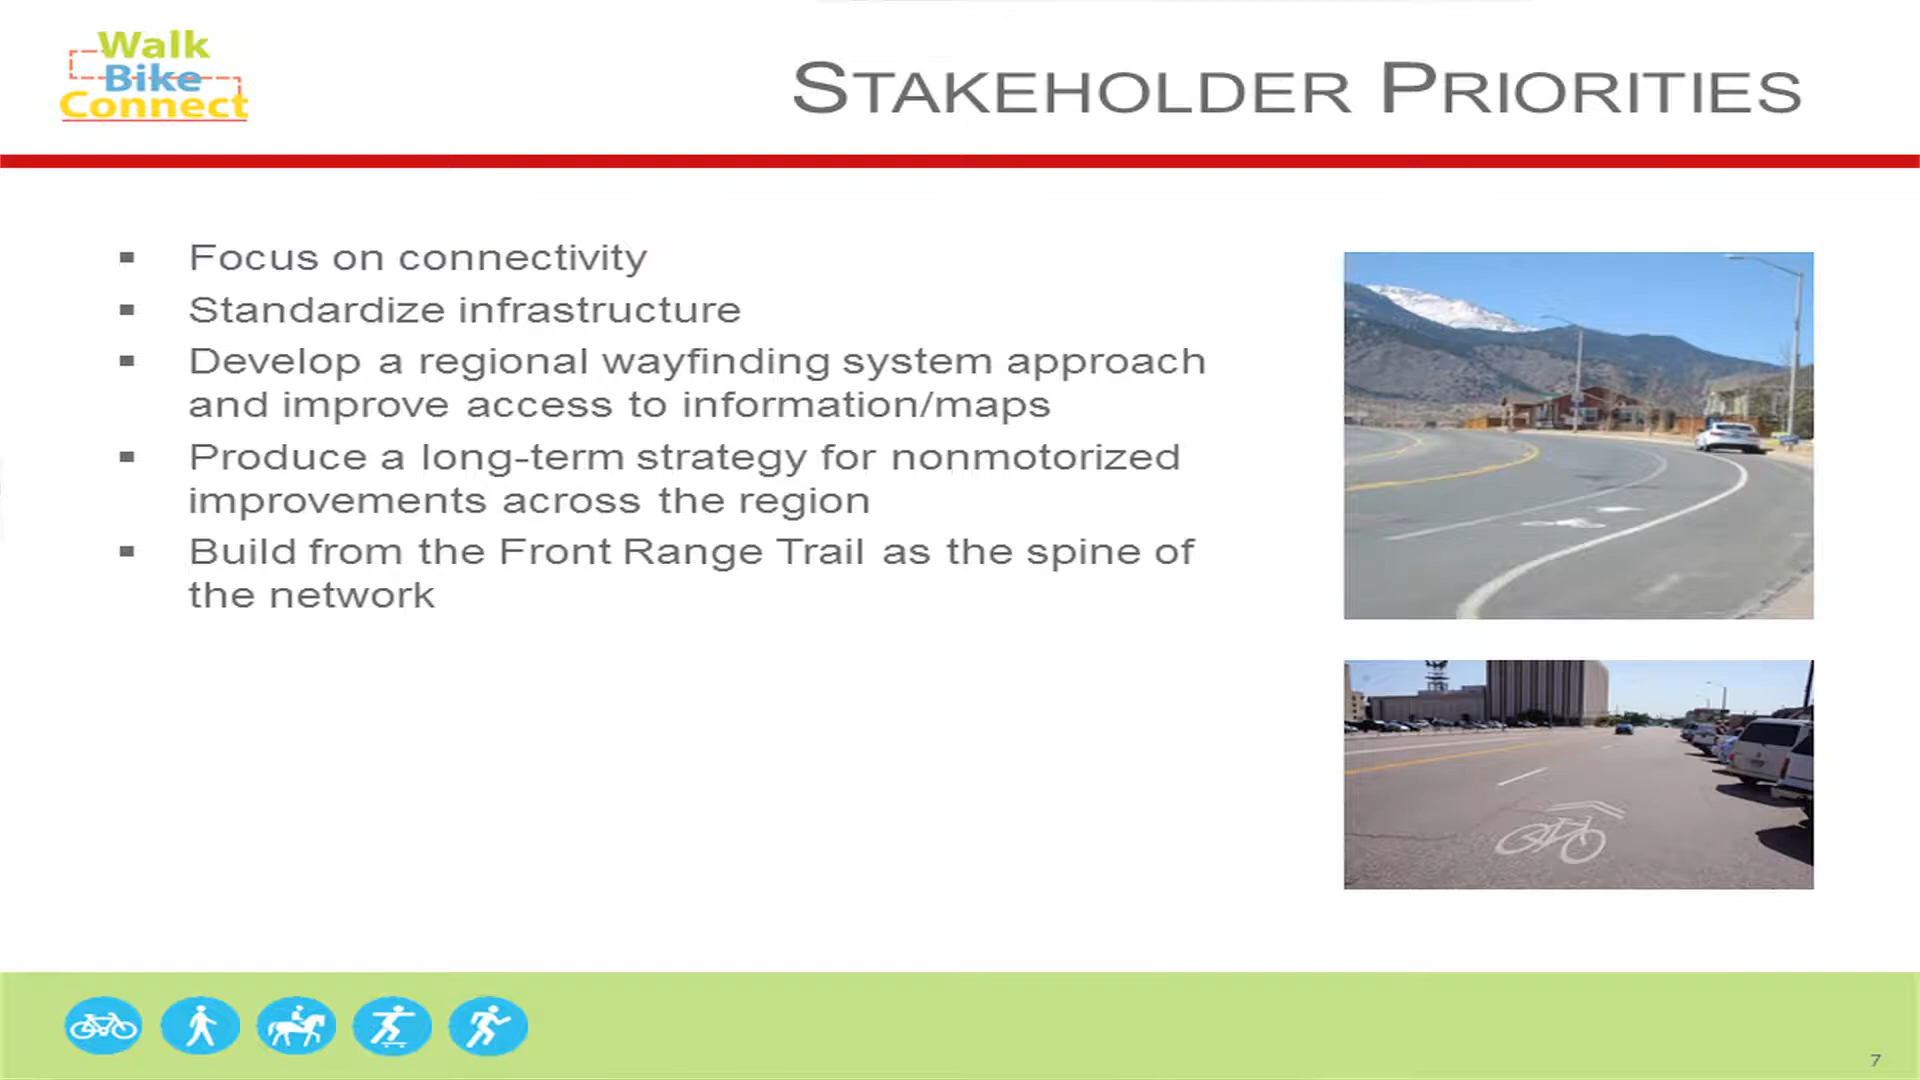 Walk
Bike
Connect
STAKEHOLDER PRIORITIES
▪ Focus on connectivity
▪ Standardize infrastructure
▪ Develop a regional wayfinding system approach
and improve access to information/maps
▪ Produce a long-term strategy for nonmotorized
improvements across the region
▪ Build from the Front Range Trail as the spine of
the network
7